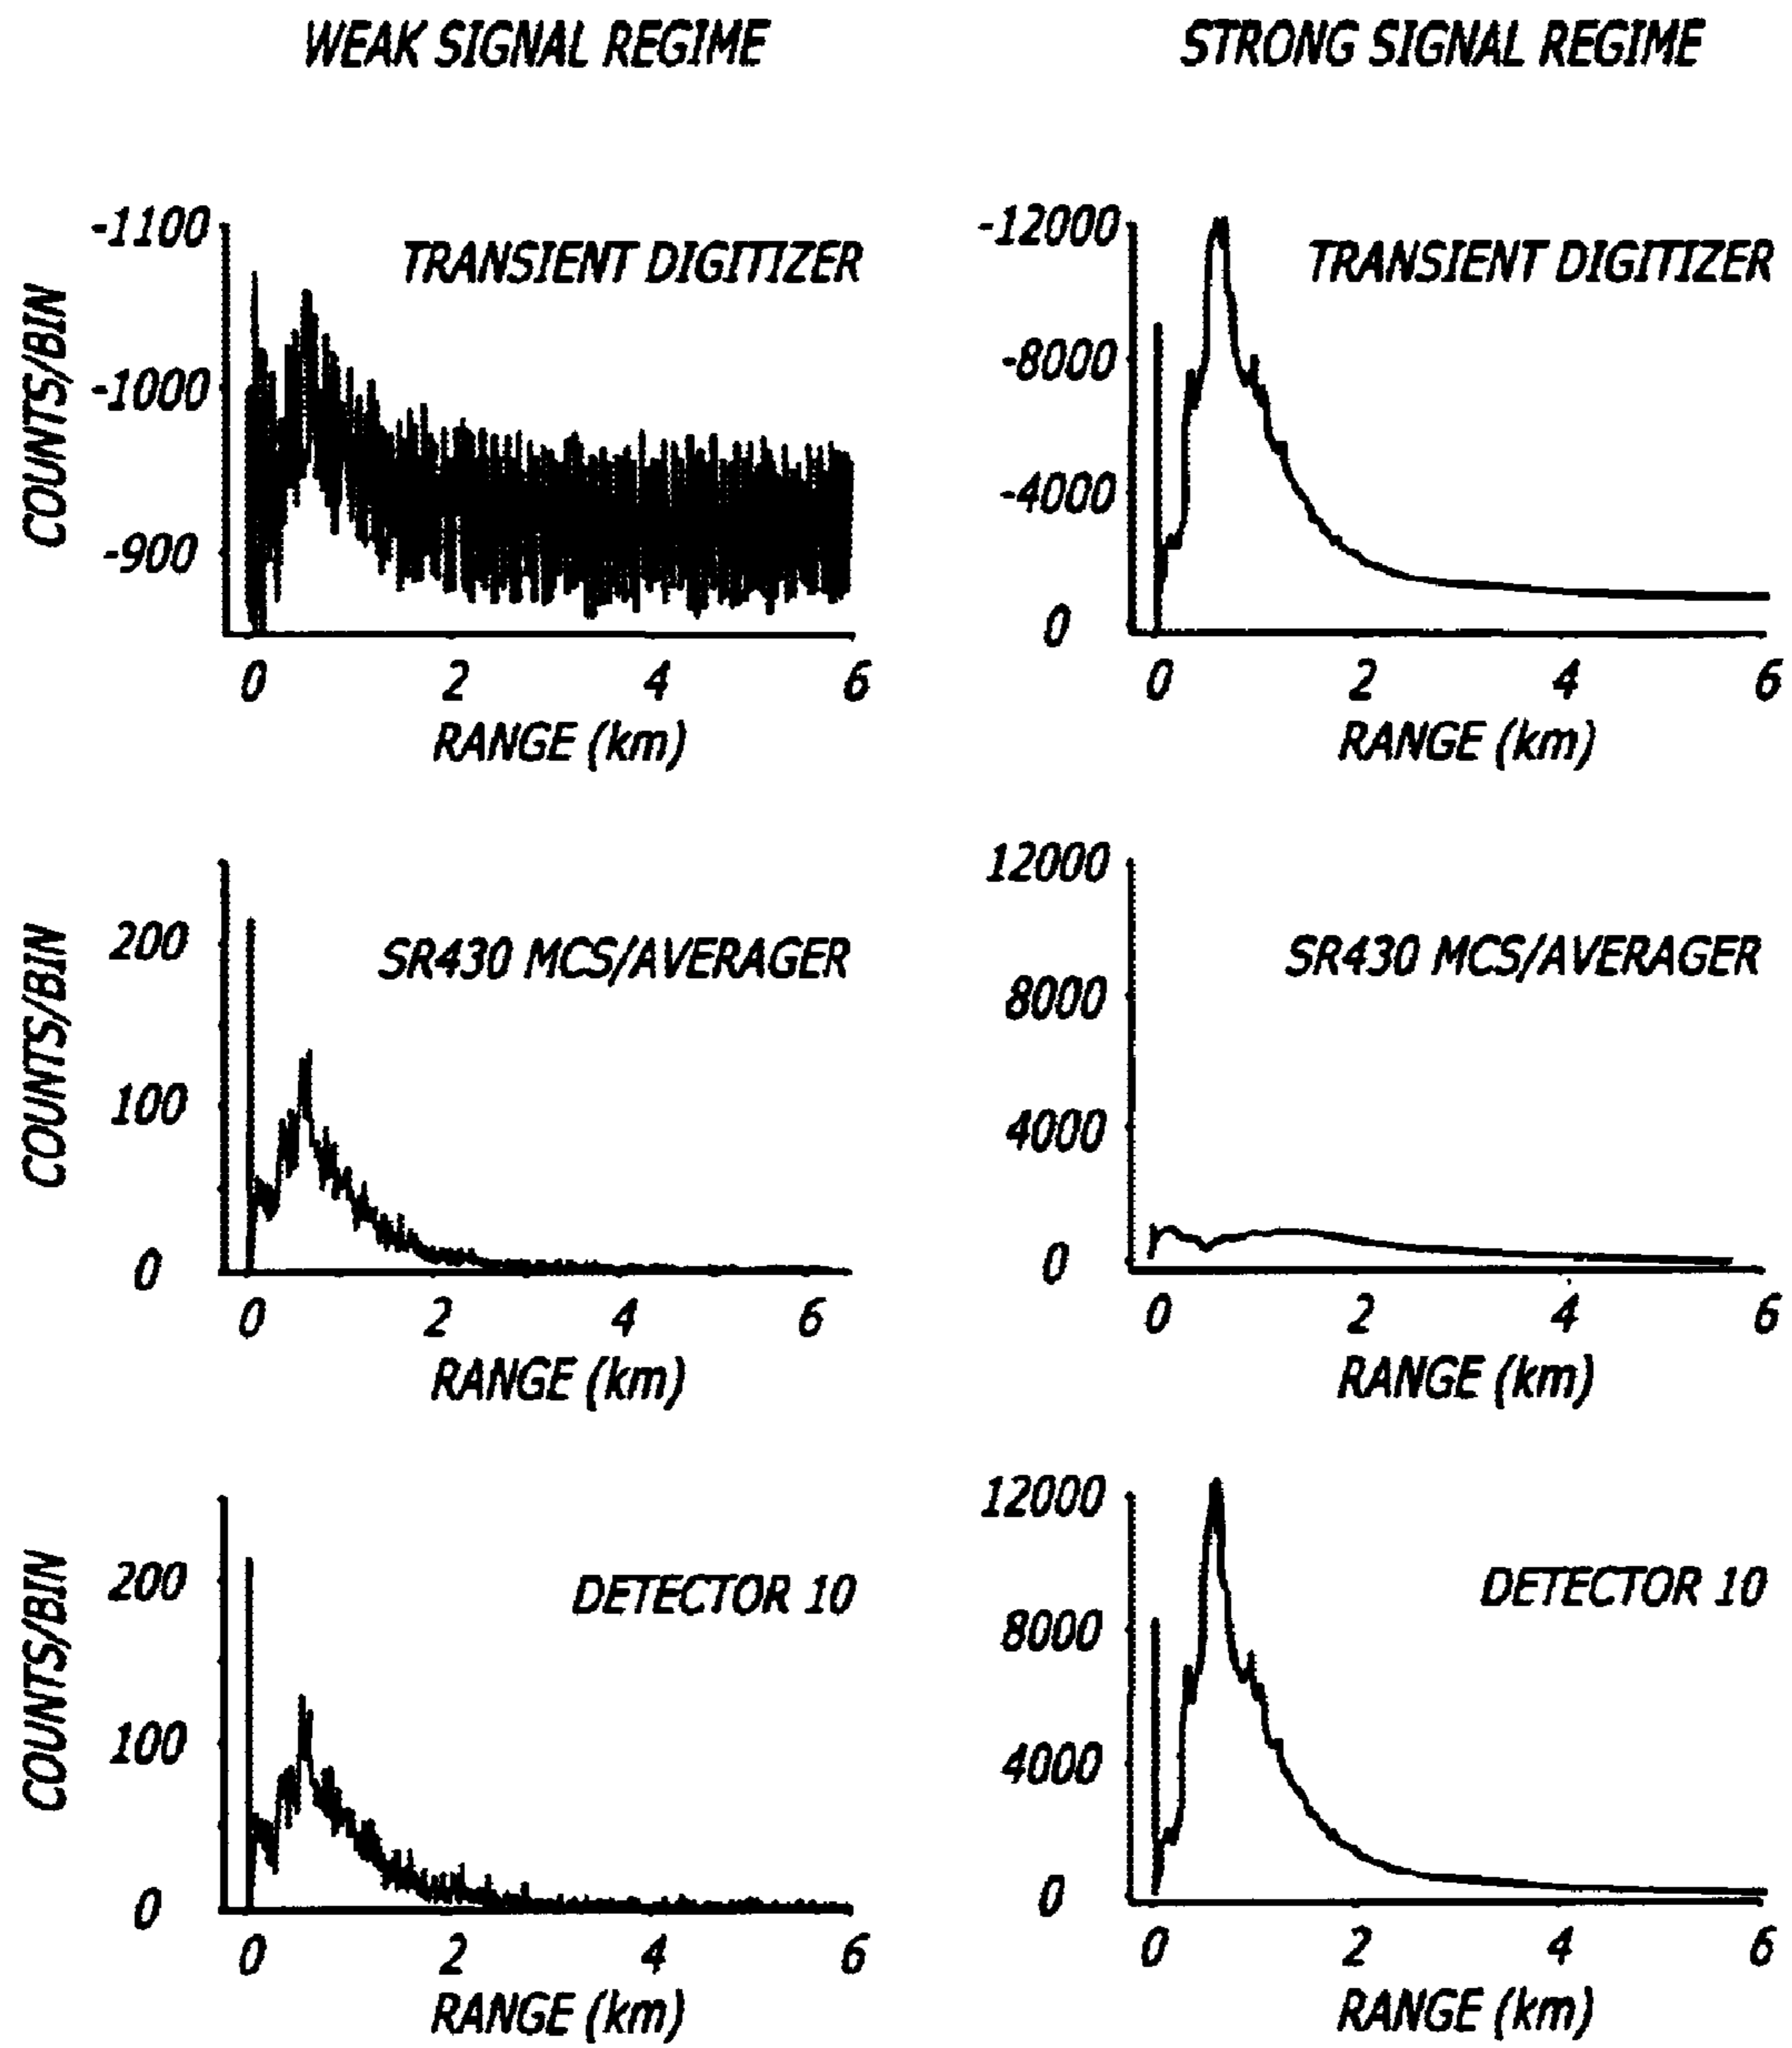 WEAK SIGNAL REGIME
STRONG SIGNAL REGIME
COUNTS/BIN
-1100
-1000
-900
TRANSIENT DIGITIZER
0 2 4 6
RANGE (km)
-12000
-8000
-4000
0
TRANSIENT DIGITIZER
0 2 4 6
RANGE (km)
COUNTS/BIN
200
100
0
SR430 MCS/AVERAGER
0 2 4 6
RANGE (km)
12000
8000
4000
0
SR430 MCS/AVERAGER
0 2 4 6
RANGE (km)
COUNTS/BIN
200
100
0
DETECTOR 10
0 2 4 6
RANGE (km)
12000
8000
4000
0
DETECTOR 10
0 2 4 6
RANGE (km)